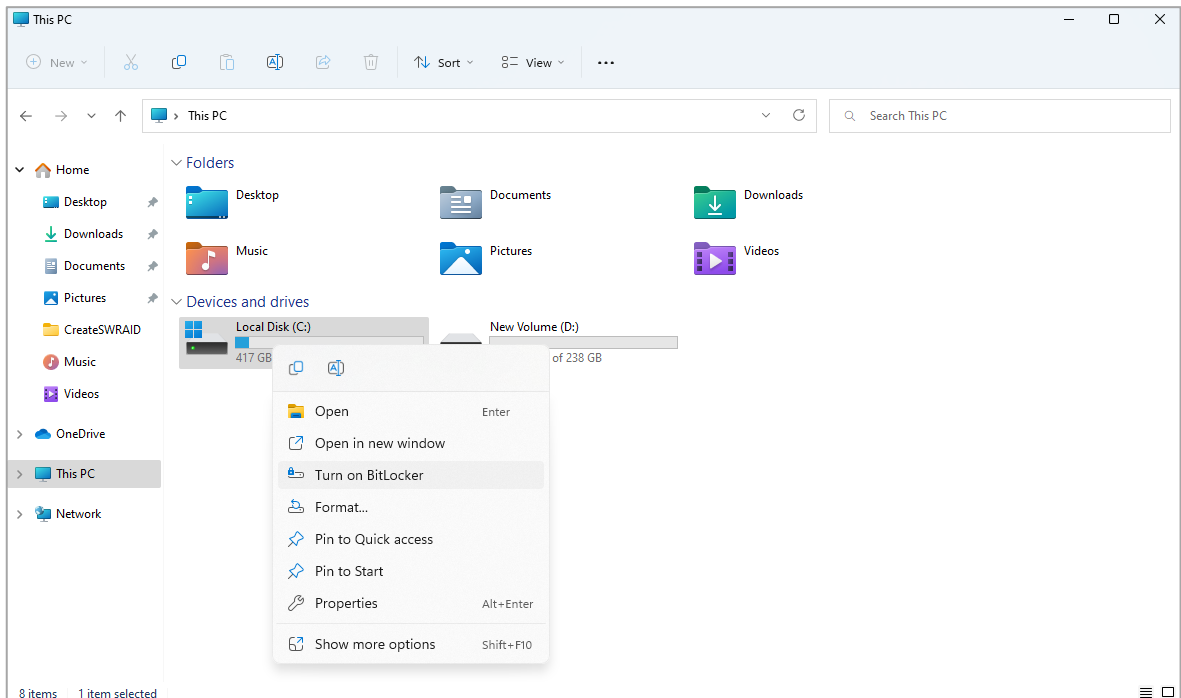 This PC
New
Sort
View
This PC
Search This PC
Home
Desktop
Downloads
Documents
Pictures
CreateSWRAID
Music
Videos
OneDrive
This PC
Network
Folders
Desktop
Documents
Downloads
Music
Pictures
Videos
Devices and drives
Local Disk (C:)
417 GB
New Volume (D:)
of 238 GB
Open Enter
Open in new window
Turn on BitLocker
Format...
Pin to Quick access
Pin to Start
Properties Alt+Enter
Show more options Shift+F10
8 items 1 item selected